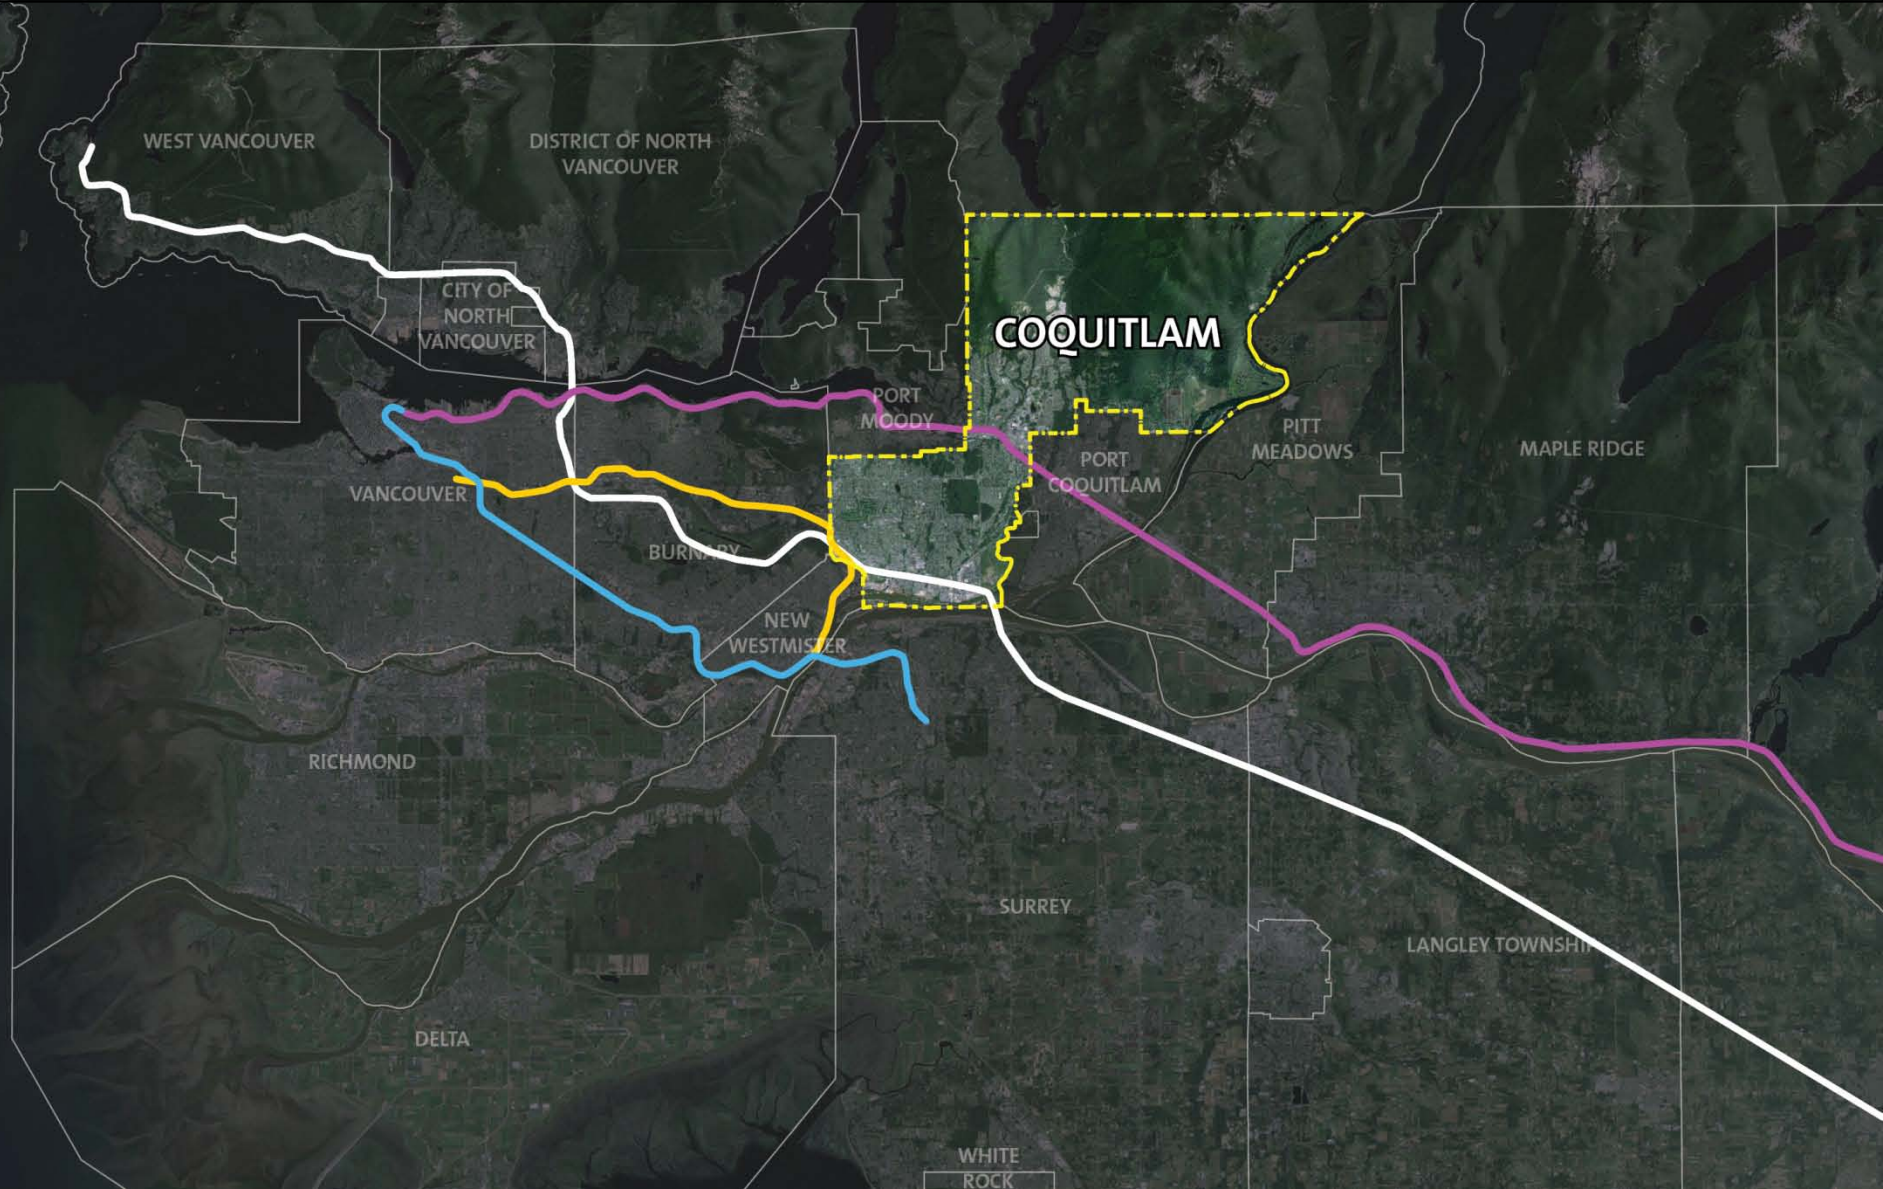 WEST VANCOUVER
DISTRICT OF NORTH
VANCOUVER
CITY OF
NORTH
VANCOUVER
COQUITLAM
PORT
MOODY
PITT
MEADOWS
MAPLE RIDGE
PORT
COQUITLAM
VANCOUVER
BURNABY
NEW
WESTMISTER
RICHMOND
SURREY
LANGLEY TOWNSHIP
DELTA
WHITE
ROCK